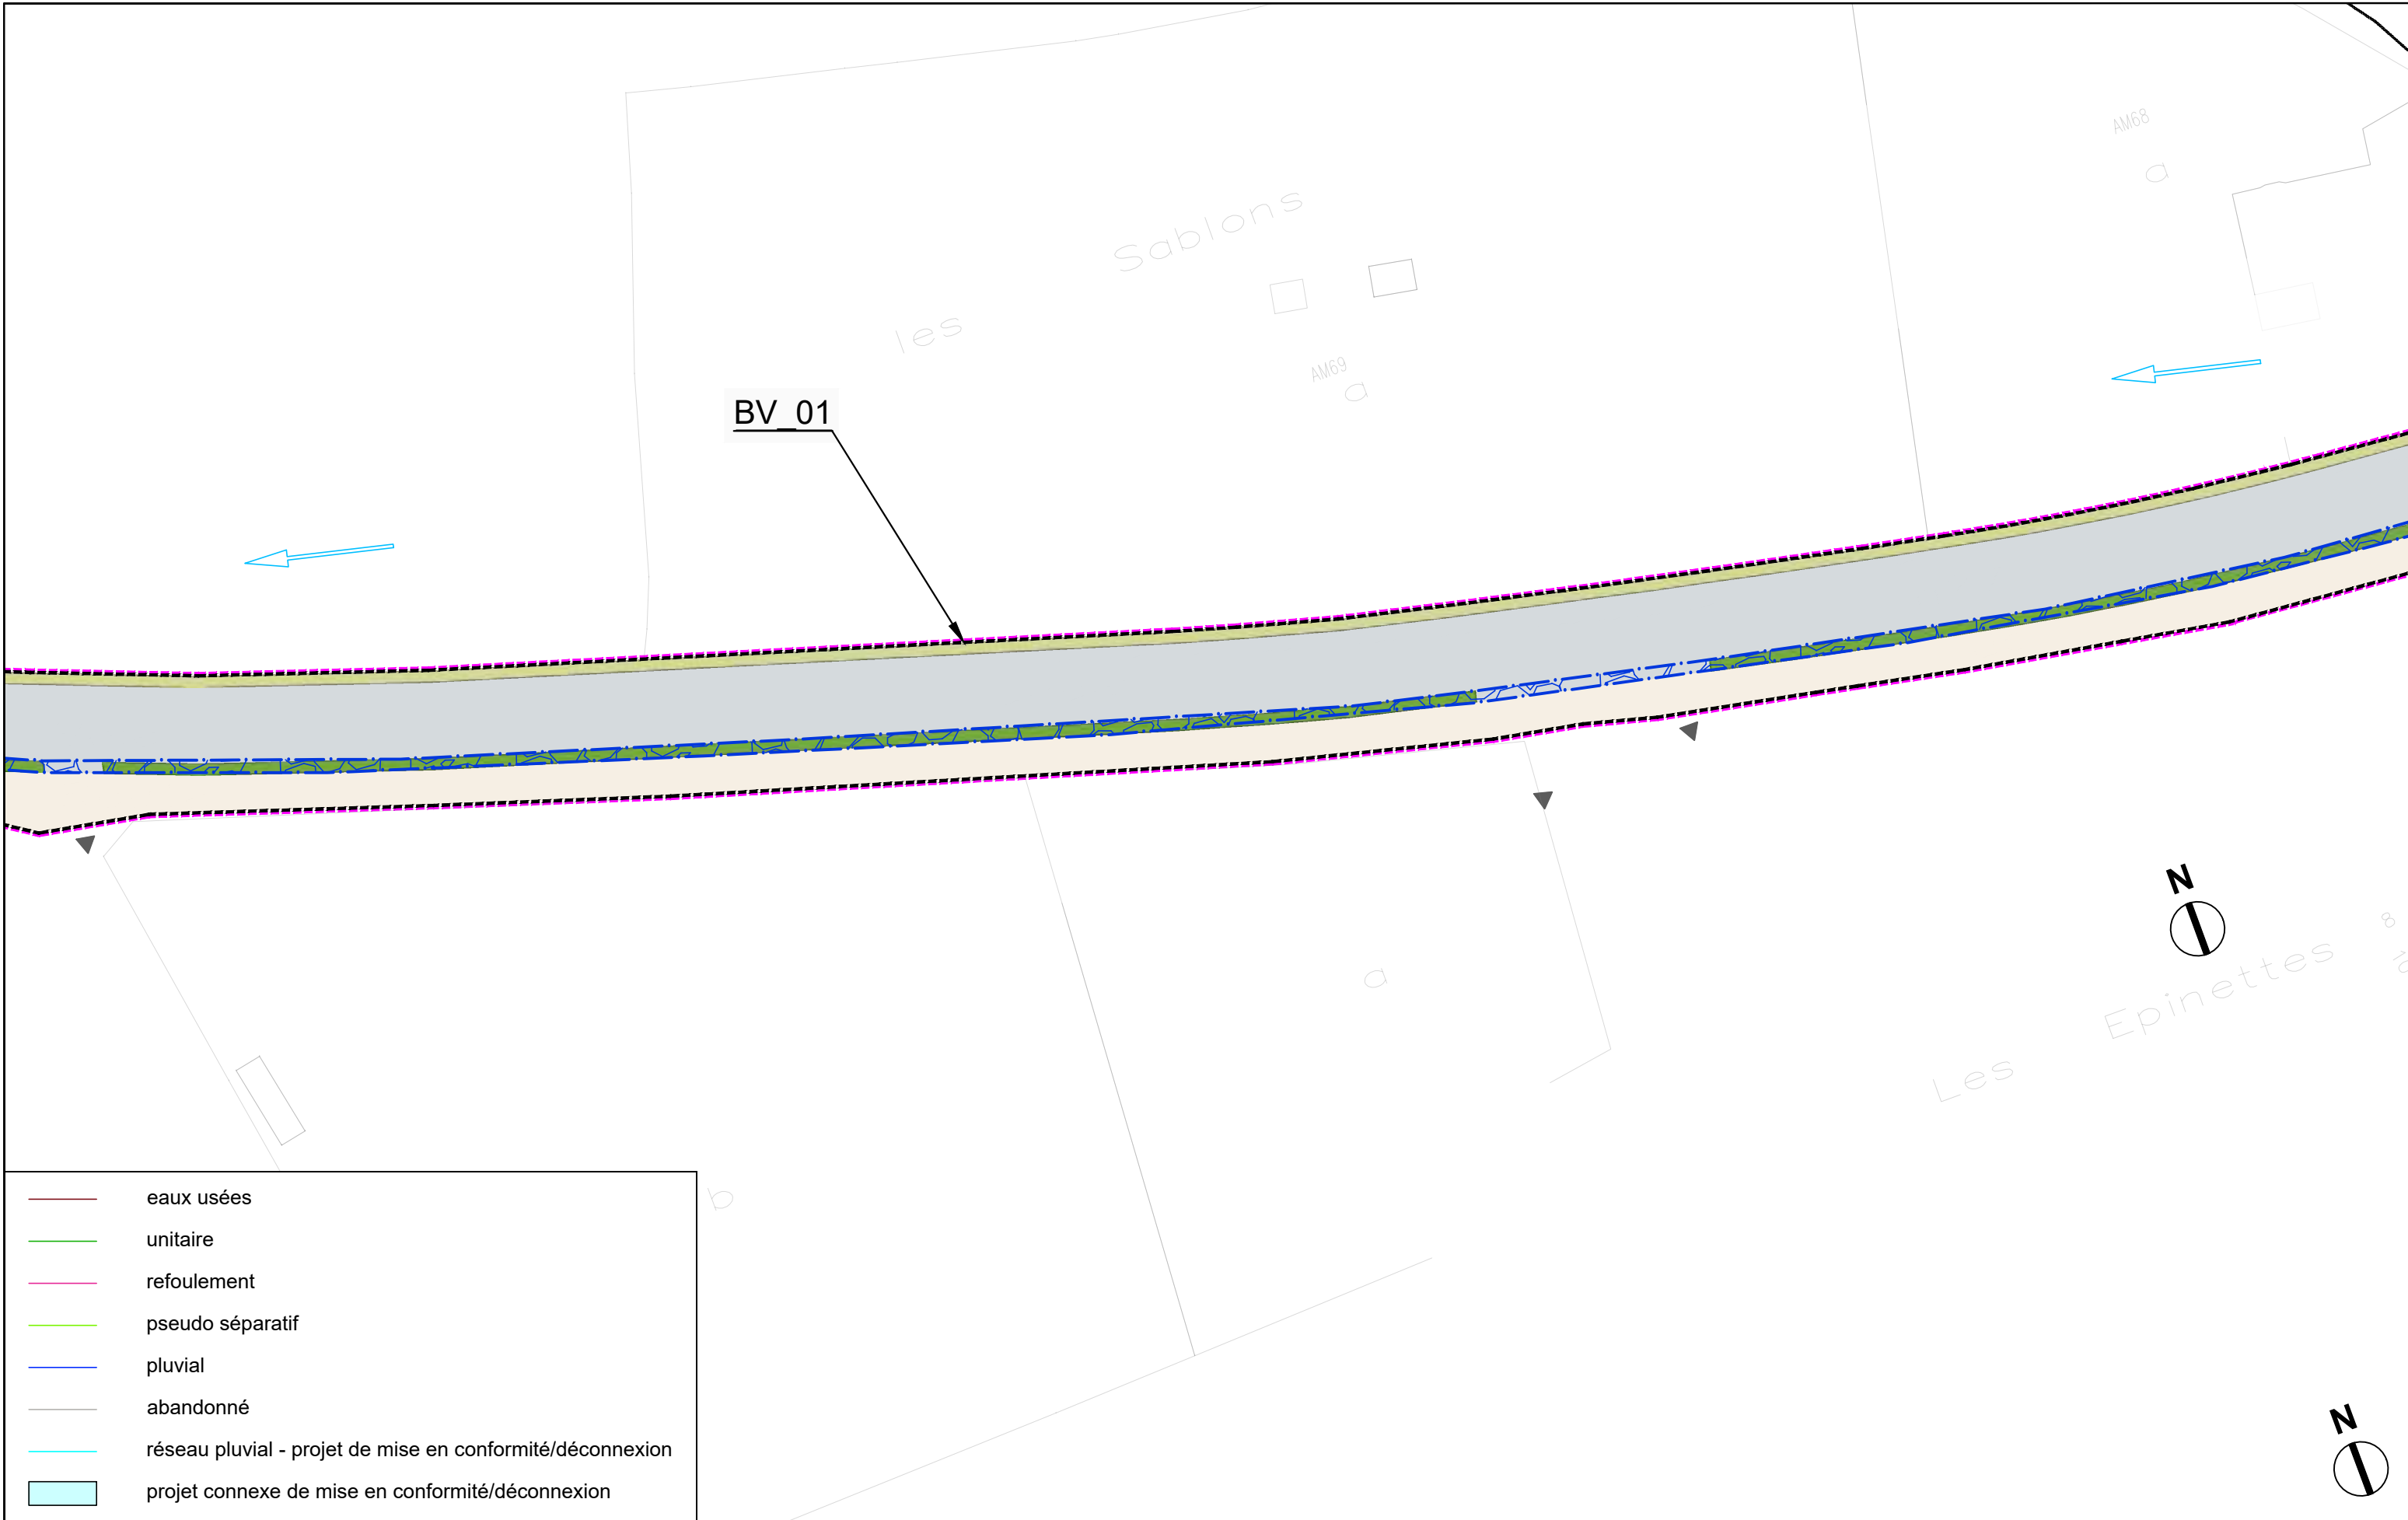 AM68
a
Sablons
les
AM69
a
BV_01
N
8
a
Epinettes
Les
b
eaux usées
unitaire
refoulement
pseudo séparatif
pluvial
abandonné
réseau pluvial - projet de mise en conformité/déconnexion
projet connexe de mise en conformité/déconnexion
N